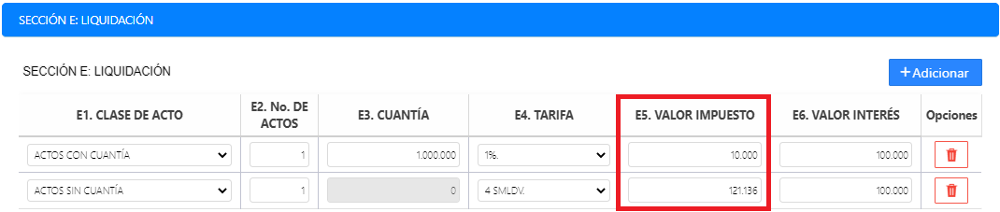 SECCIÓN E: LIQUIDACIÓN
SECCIÓN E: LIQUIDACIÓN
+Adicionar
E1. CLASE DE ACTO E2. No. DE ACTOS E3. CUANTÍA E4. TARIFA E5. VALOR IMPUESTO E6. VALOR INTERÉS Opciones
ACTOS CON CUANTÍA 1 1.000.000 1%. 10.000 100.000
ACTOS SIN CUANTÍA 1 0 4 SMLDV. 121.136 100.000